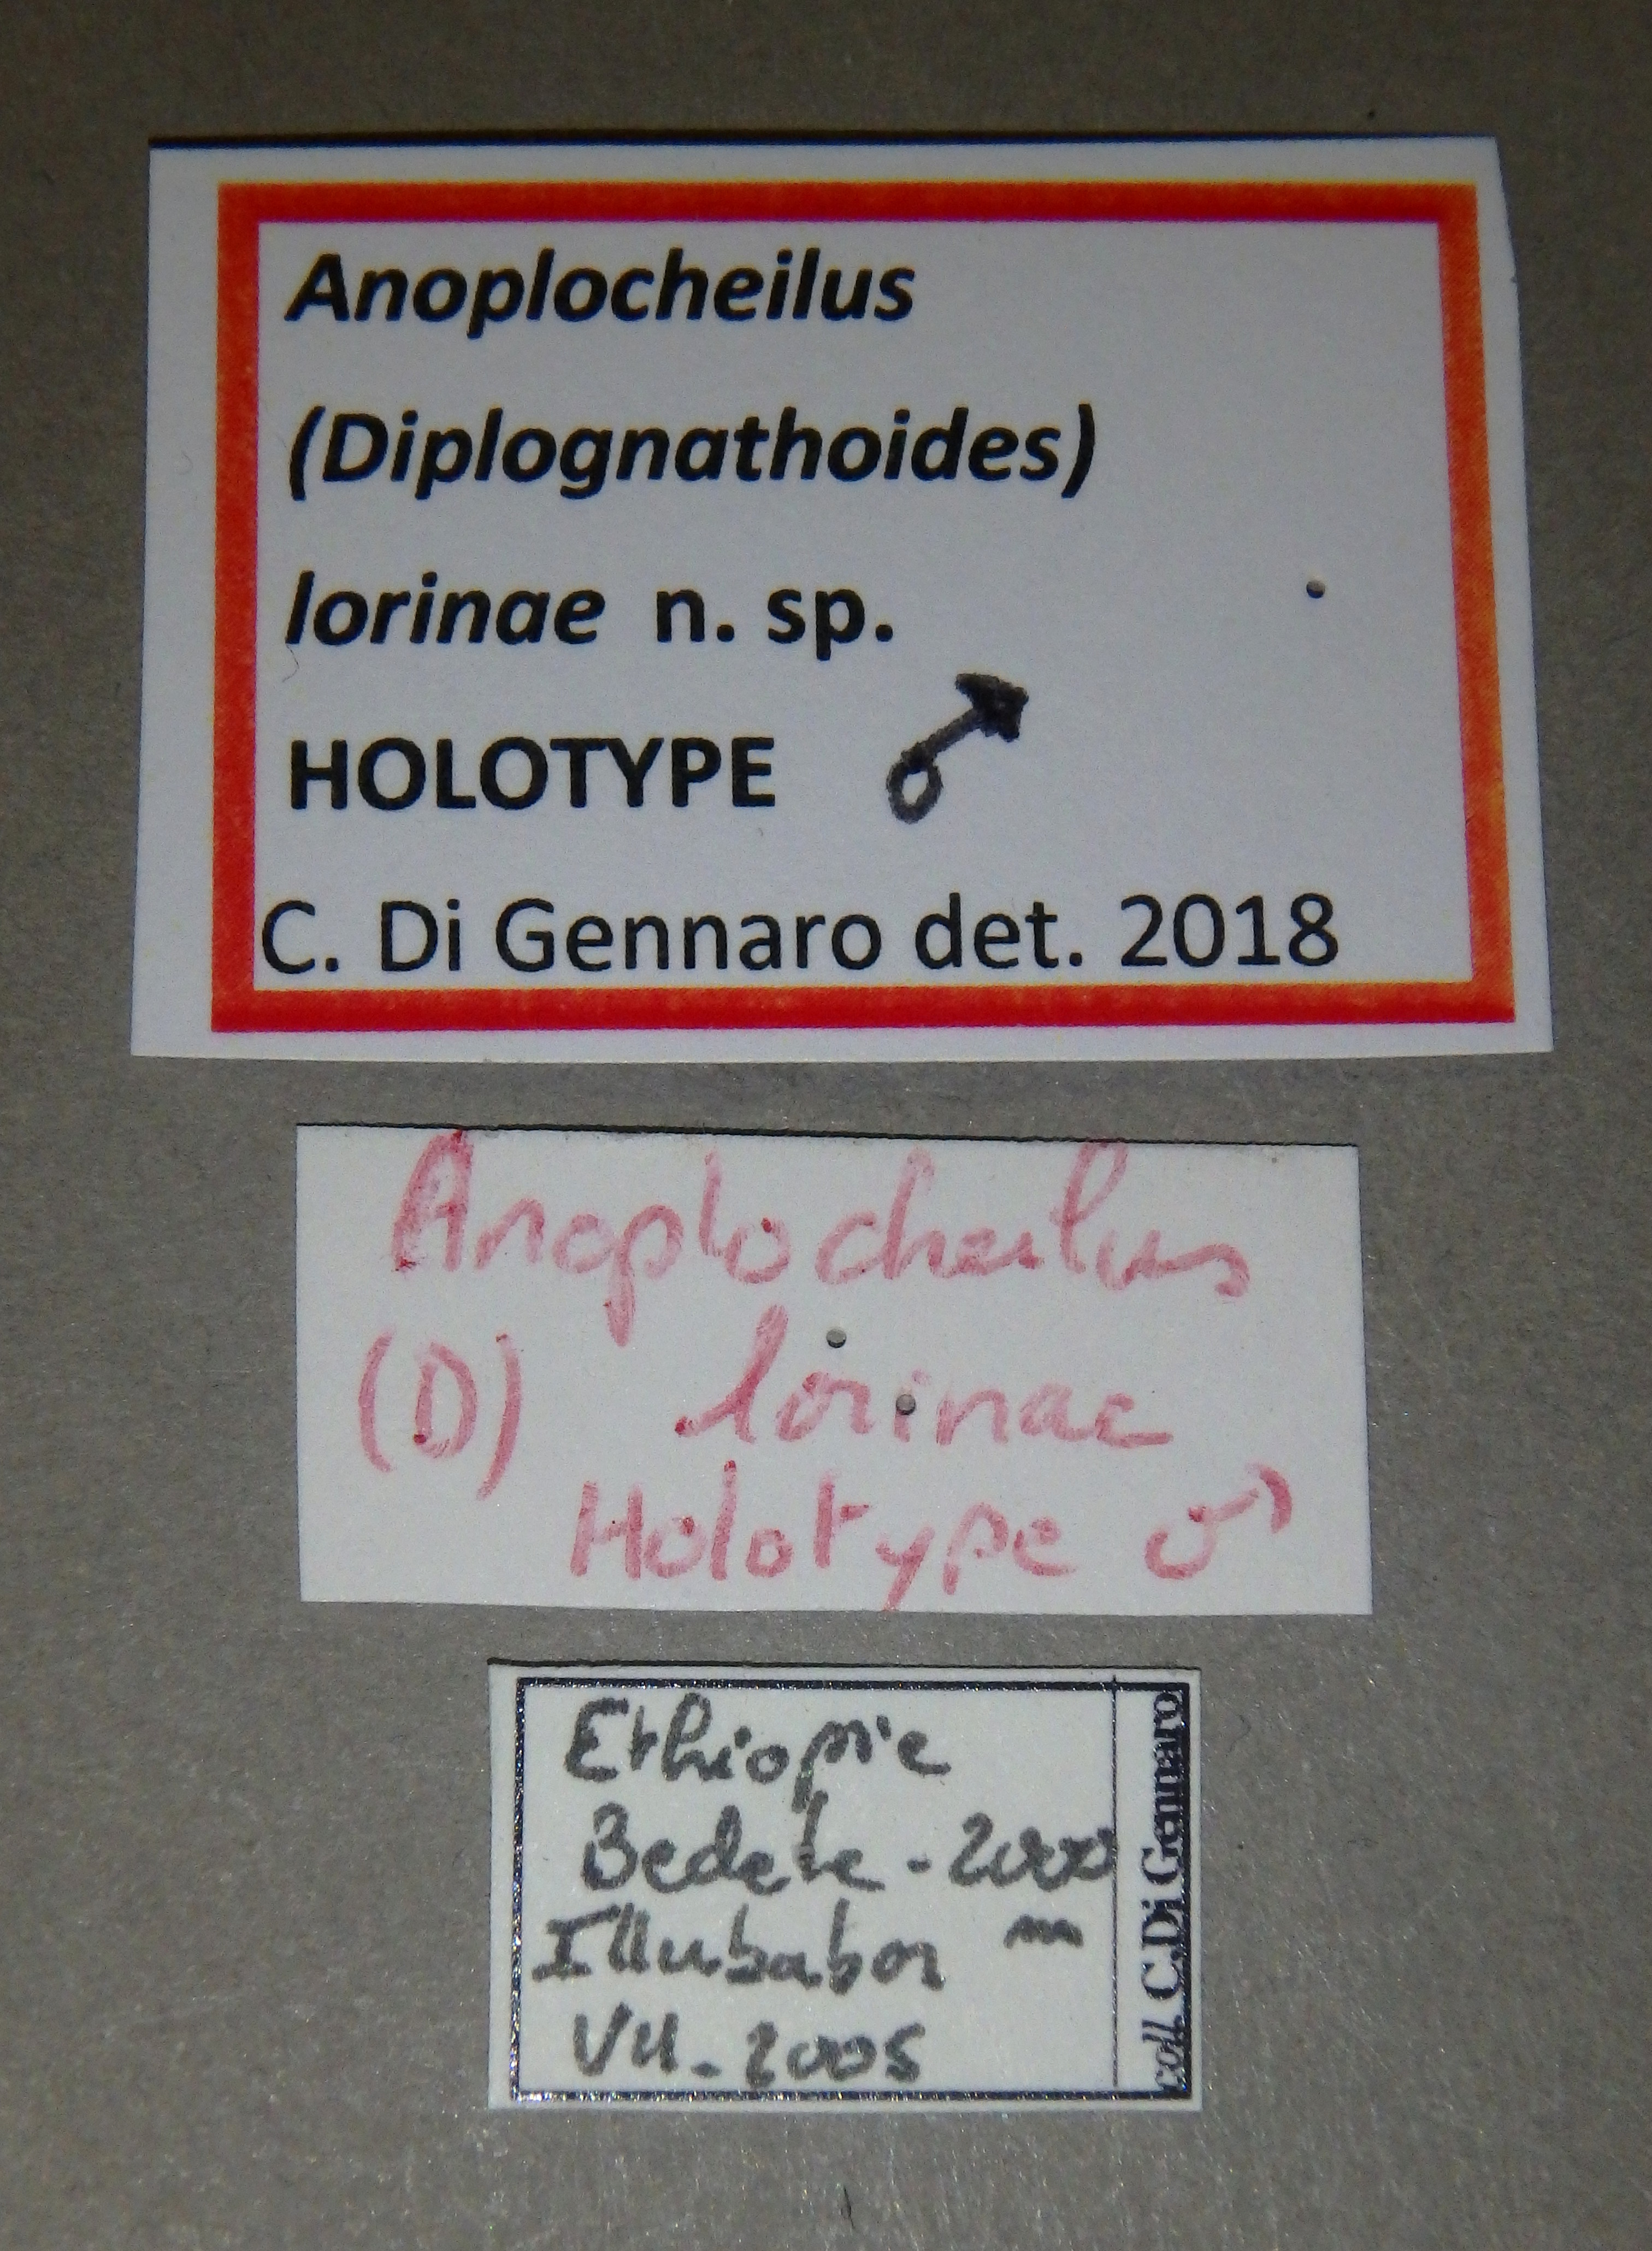 Anoplocheilus
(Diplognathoides)
lorinae n. sp.
HOLOTYPE ♂
C. Di Gennaro det. 2018
Anoplocheilus
(D) lorinae
Holotype ♂
Ethiopie
Bedele - 2000
Illubabor m
VII - 2005
coll. C.Di Gennaro